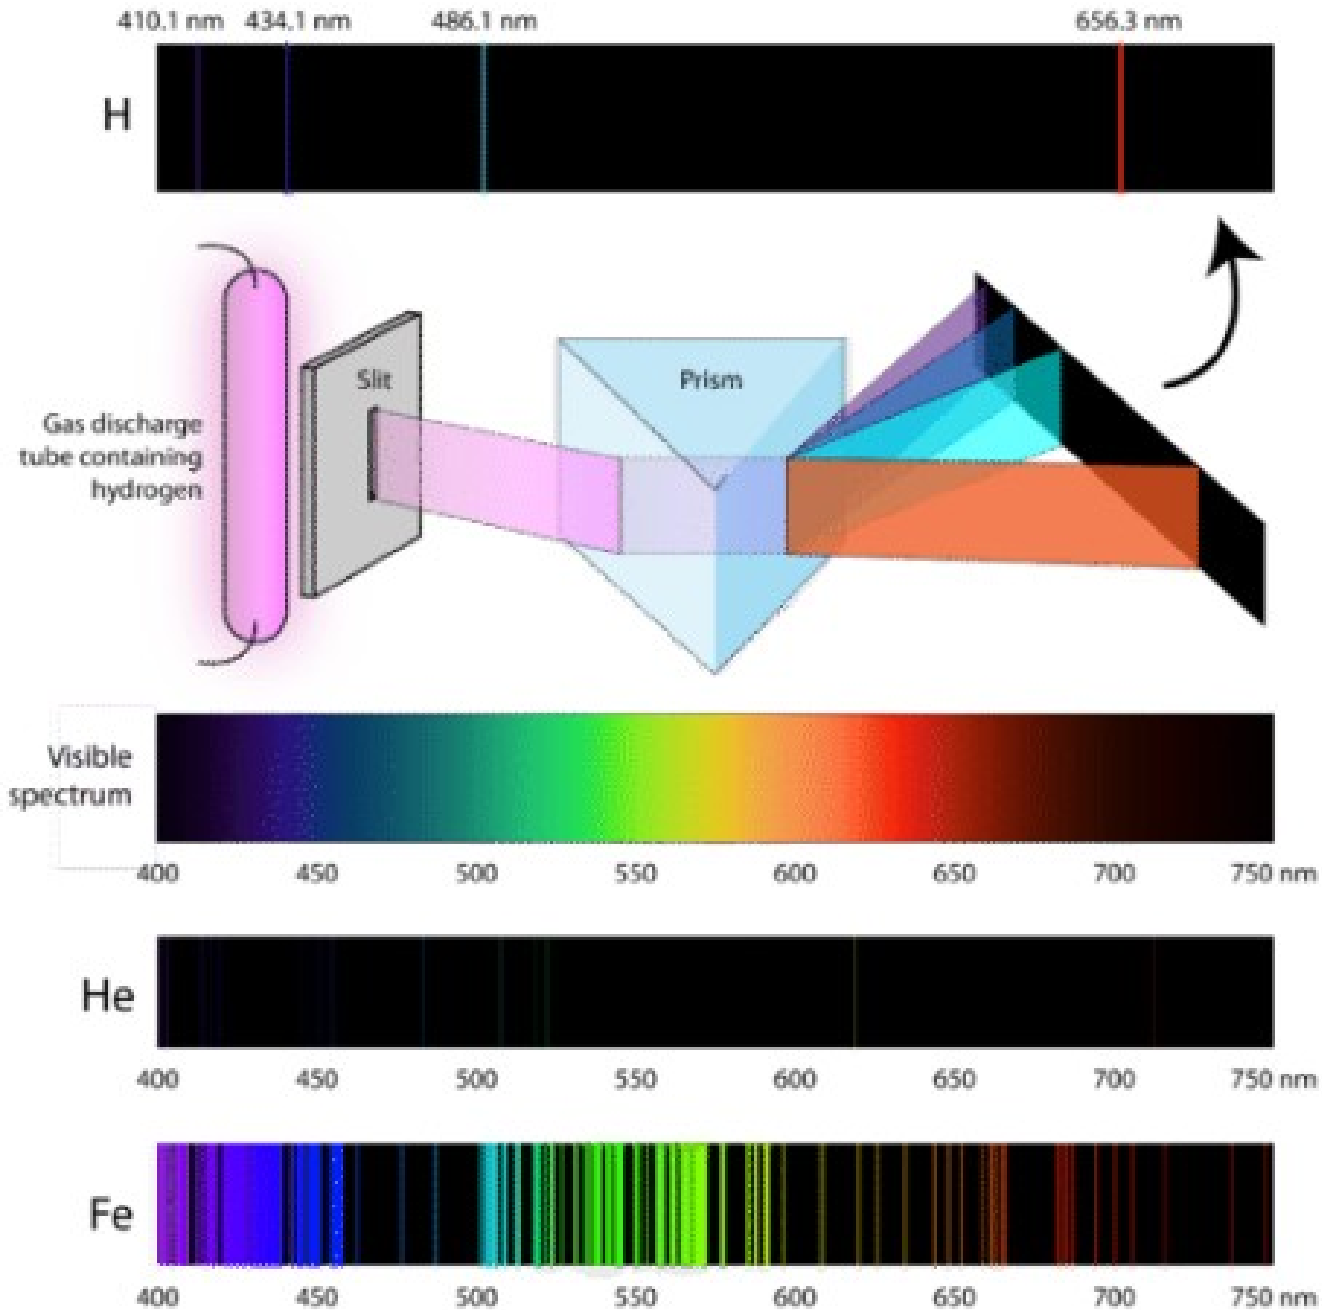 410.1 nm 434.1 nm 486.1 nm 656.3 nm
H
Slit
Prism
Gas discharge
tube containing
hydrogen
Visible
spectrum
400 450 500 550 600 650 700 750 nm
He
400 450 500 550 600 650 700 750 nm
Fe
400 450 500 550 600 650 700 750 nm